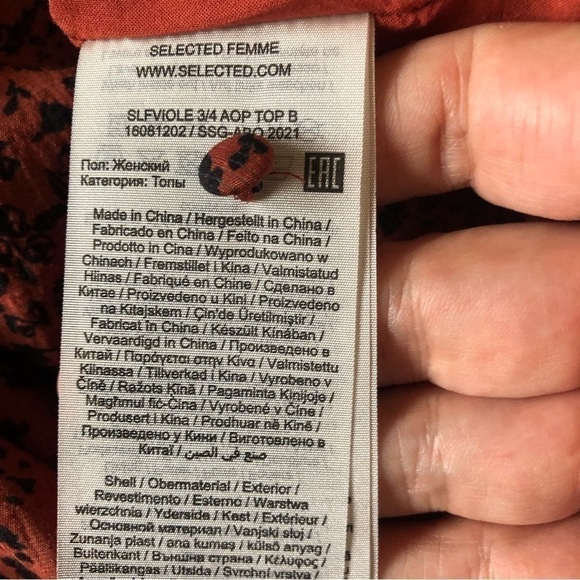 SELECTED FEMME
WWW.SELECTED.COM
SLFVIOLE 3/4 AOP TOP B
16081202 / SSG-ABO 2021
Пол: Женский
Категория: Топы
EAC
Made in China / Hergestellt in China /
Fabricado en China / Feito na China /
Prodotto in Cina / Wyprodukowano w
Chinach / Fremstillet i Kina / Valmistatud
Hiinas / Fabriqué en Chine / Сделано в
Китае / Proizvedeno u Kini / Proizvedeno
na Kitajskem / Çin'de Üretilmiştir /
Fabricat în China / Készült Kínában /
Vervaardigd in China / Произведено в
Китай / Παράγεται στην Κίνα / Valmistettu
Kiinassa / Tillverkad i Kina / Vyrobeno v
Číně / Ražots Ķīnā / Pagaminta Kinijoje /
Maghmul fiċ-Ċina / Vyrobené v Číne /
Produsert i Kina / Prodhuar në Kinë /
Произведено у Кини / Виготовлено в
Китаї / صنع في الصين
Shell / Obermaterial / Exterior /
Revestimento / Esterno / Warstwa
wierzchnia / Yderside / Kest / Extérieur /
Основной материал / Vanjski sloj /
Zunanja plast / ana kumaş / külső anyag /
Buitenkant / Външна страна / Κέλυφος /
Päällikangas / Utsida / Svrchní vrstva /